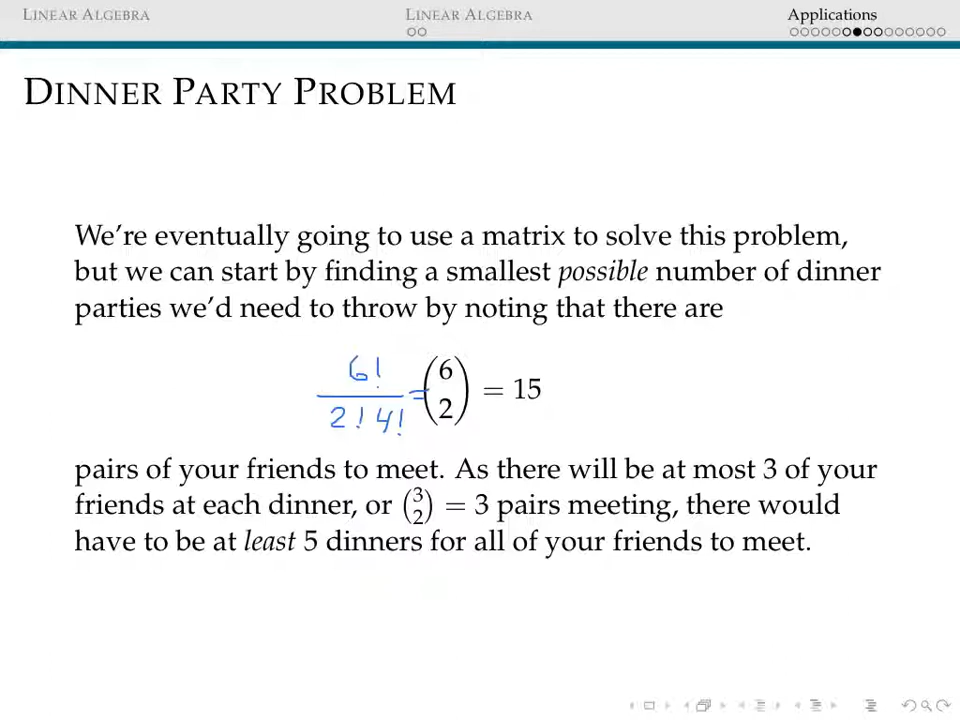 LINEAR ALGEBRA LINEAR ALGEBRA Applications
DINNER PARTY PROBLEM
We're eventually going to use a matrix to solve this problem,
but we can start by finding a smallest possible number of dinner
parties we'd need to throw by noting that there are
6! / 2! 4! = (6 2) = 15
pairs of your friends to meet. As there will be at most 3 of your
friends at each dinner, or (3 2) = 3 pairs meeting, there would
have to be at least 5 dinners for all of your friends to meet.